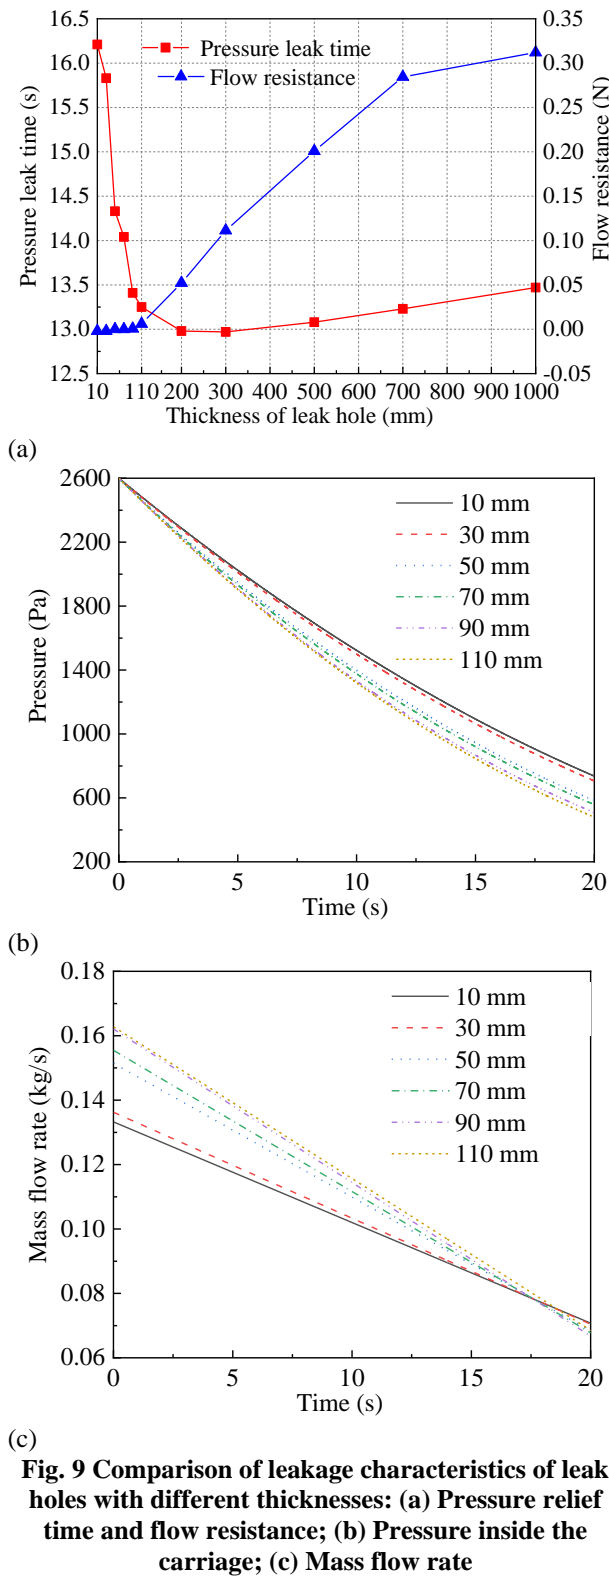 16.5
16.0
15.5
15.0
14.5
14.0
13.5
13.0
12.5
Pressure leak time (s)
Pressure leak time
Flow resistance
0.35
0.30
0.25
0.20
0.15
0.10
0.05
0.00
-0.05
Flow resistance (N)
10 110 200 300 400 500 600 700 800 900 1000
Thickness of leak hole (mm)
(a)
2600
2200
1800
1400
1000
600
200
Pressure (Pa)
10 mm
30 mm
50 mm
70 mm
90 mm
110 mm
0 5 10 15 20
Time (s)
(b)
0.18
0.16
0.14
0.12
0.10
0.08
0.06
Mass flow rate (kg/s)
10 mm
30 mm
50 mm
70 mm
90 mm
110 mm
0 5 10 15 20
Time (s)
(c)
Fig. 9 Comparison of leakage characteristics of leak
holes with different thicknesses: (a) Pressure relief
time and flow resistance; (b) Pressure inside the
carriage; (c) Mass flow rate